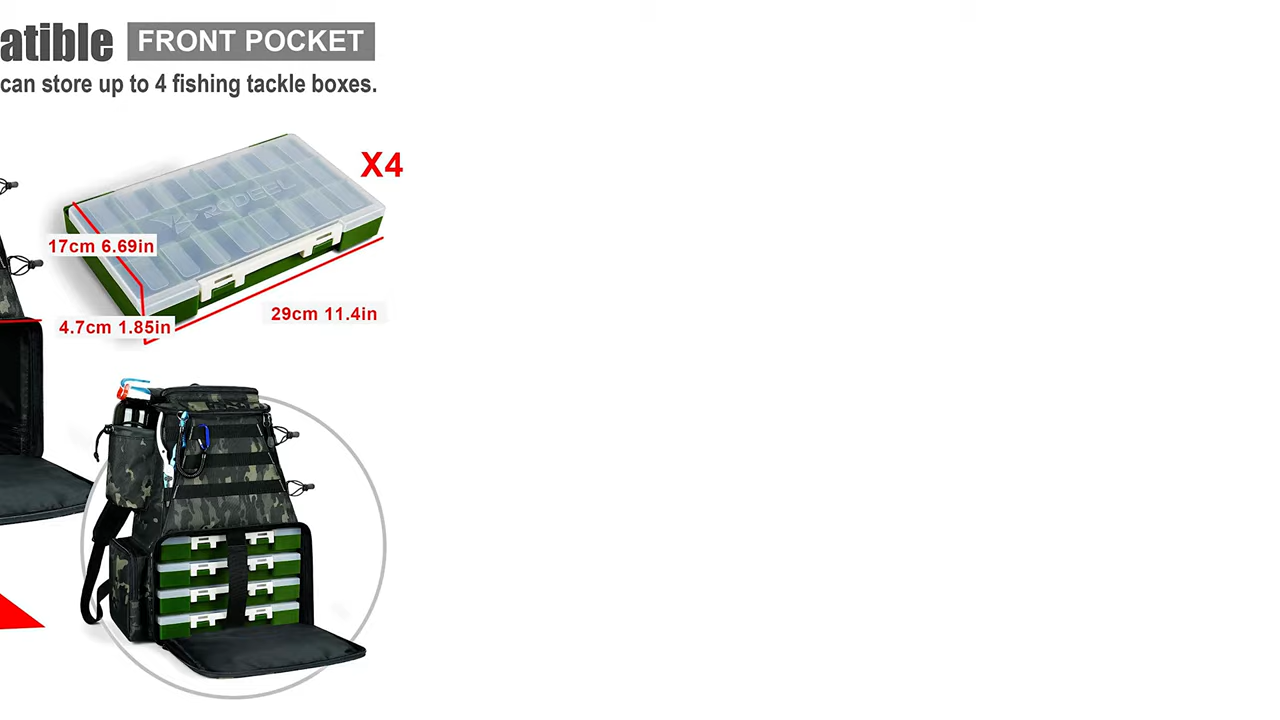 atible FRONT POCKET
can store up to 4 fishing tackle boxes.
X4
RODEEL
17cm 6.69in
29cm 11.4in
4.7cm 1.85in